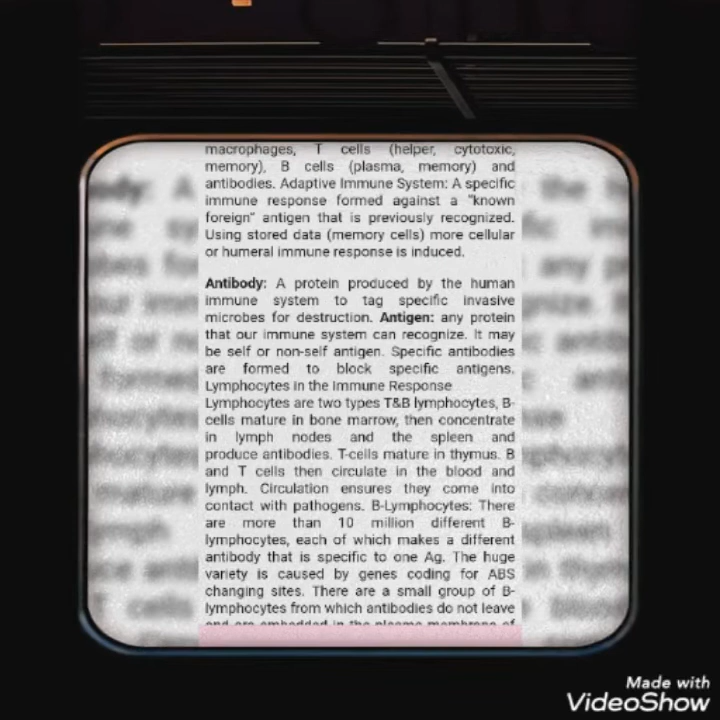 macrophages, T cells (helper, cytotoxic,
memory), B cells (plasma, memory) and
antibodies. Adaptive Immune System: A specific
immune response formed against a "known
foreign" antigen that is previously recognized.
Using stored data (memory cells) more cellular
or humeral immune response is induced.
Antibody: A protein produced by the human
immune system to tag specific invasive
microbes for destruction. Antigen: any protein
that our immune system can recognize. It may
be self or non-self antigen. Specific antibodies
are formed to block specific antigens.
Lymphocytes in the Immune Response
Lymphocytes are two types T&B lymphocytes, B-
cells mature in bone marrow, then concentrate
in lymph nodes and the spleen and
produce antibodies. T-cells mature in thymus. B
and T cells then circulate in the blood and
lymph. Circulation ensures they come into
contact with pathogens. B-Lymphocytes: There
are more than 10 million different B-
lymphocytes, each of which makes a different
antibody that is specific to one Ag. The huge
variety is caused by genes coding for ABS
changing sites. There are a small group of B-
lymphocytes from which antibodies do not leave
and are embedded in the plasma membrane of
Made with
VideoShow